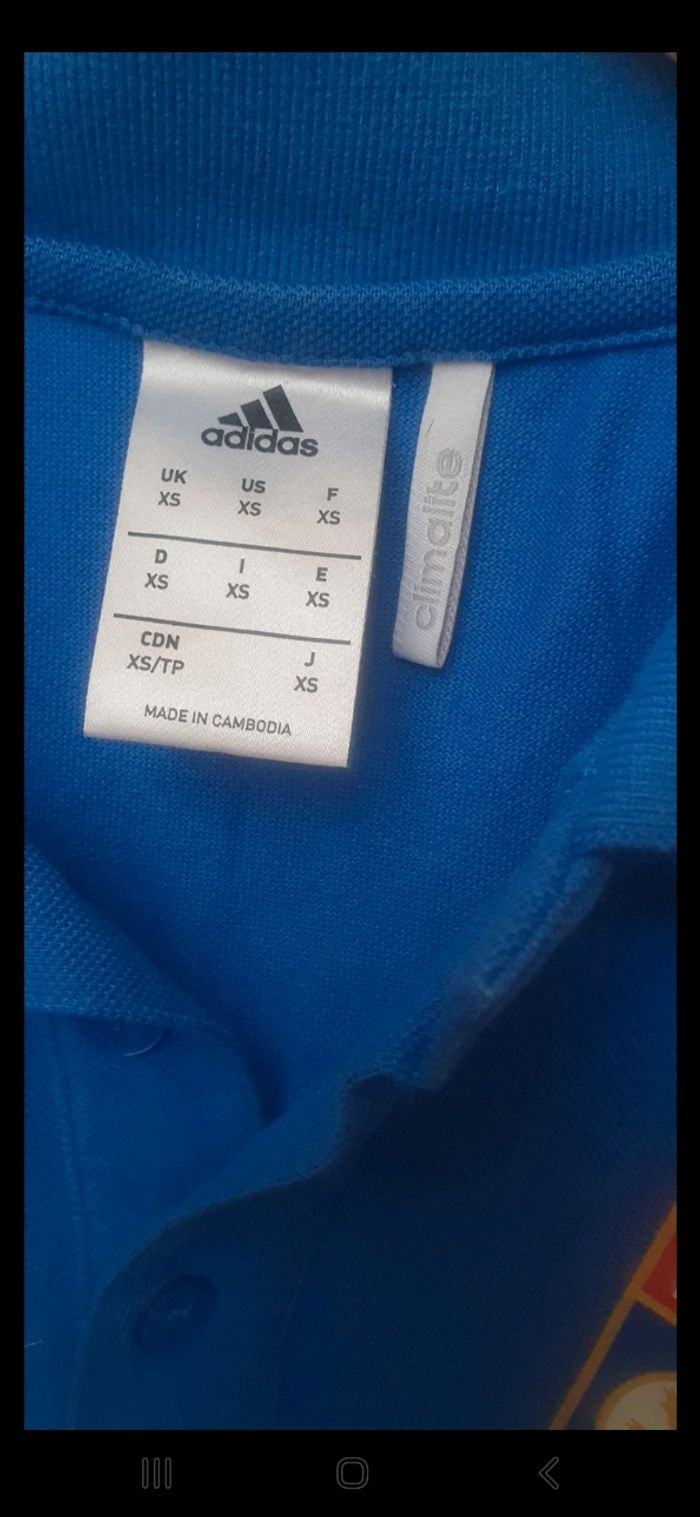 adidas
UK US F
XS XS XS
D I E
XS XS XS
CDN J
XS/TP XS
MADE IN CAMBODIA
climalite